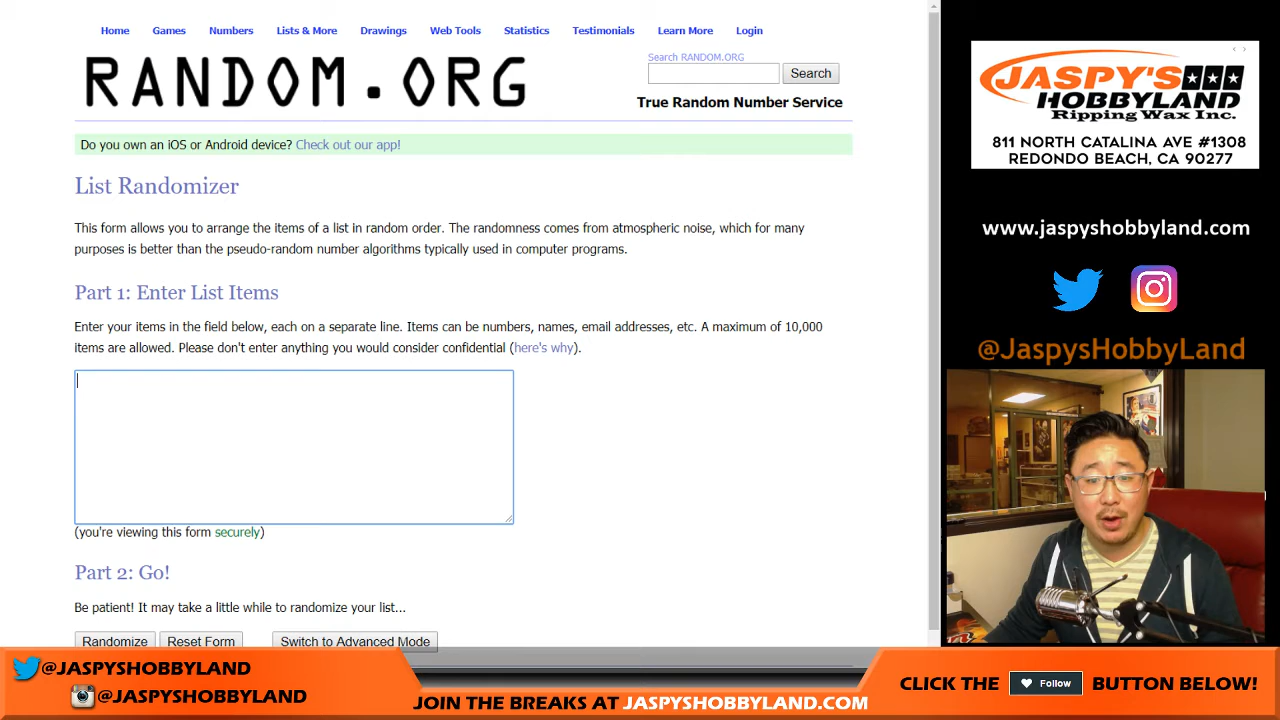 Home Games Numbers Lists & More Drawings Web Tools Statistics Testimonials Learn More Login
RANDOM.ORG
Search RANDOM.ORG
Search
True Random Number Service
Do you own an iOS or Android device? Check out our app!
List Randomizer
This form allows you to arrange the items of a list in random order. The randomness comes from atmospheric noise, which for many
purposes is better than the pseudo-random number algorithms typically used in computer programs.
Part 1: Enter List Items
Enter your items in the field below, each on a separate line. Items can be numbers, names, email addresses, etc. A maximum of 10,000
items are allowed. Please don't enter anything you would consider confidential (here's why).
(you're viewing this form securely)
Part 2: Go!
Be patient! It may take a little while to randomize your list...
Randomize Reset Form Switch to Advanced Mode
JASPY'S
HOBBYLAND
Ripping Wax Inc.
811 NORTH CATALINA AVE #1308
REDONDO BEACH, CA 90277
www.jaspyshobbyland.com
@JaspysHobbyLand
@JASPYSHOBBYLAND
@JASPYSHOBBYLAND
JOIN THE BREAKS AT JASPYSHOBBYLAND.COM
CLICK THE Follow BUTTON BELOW!